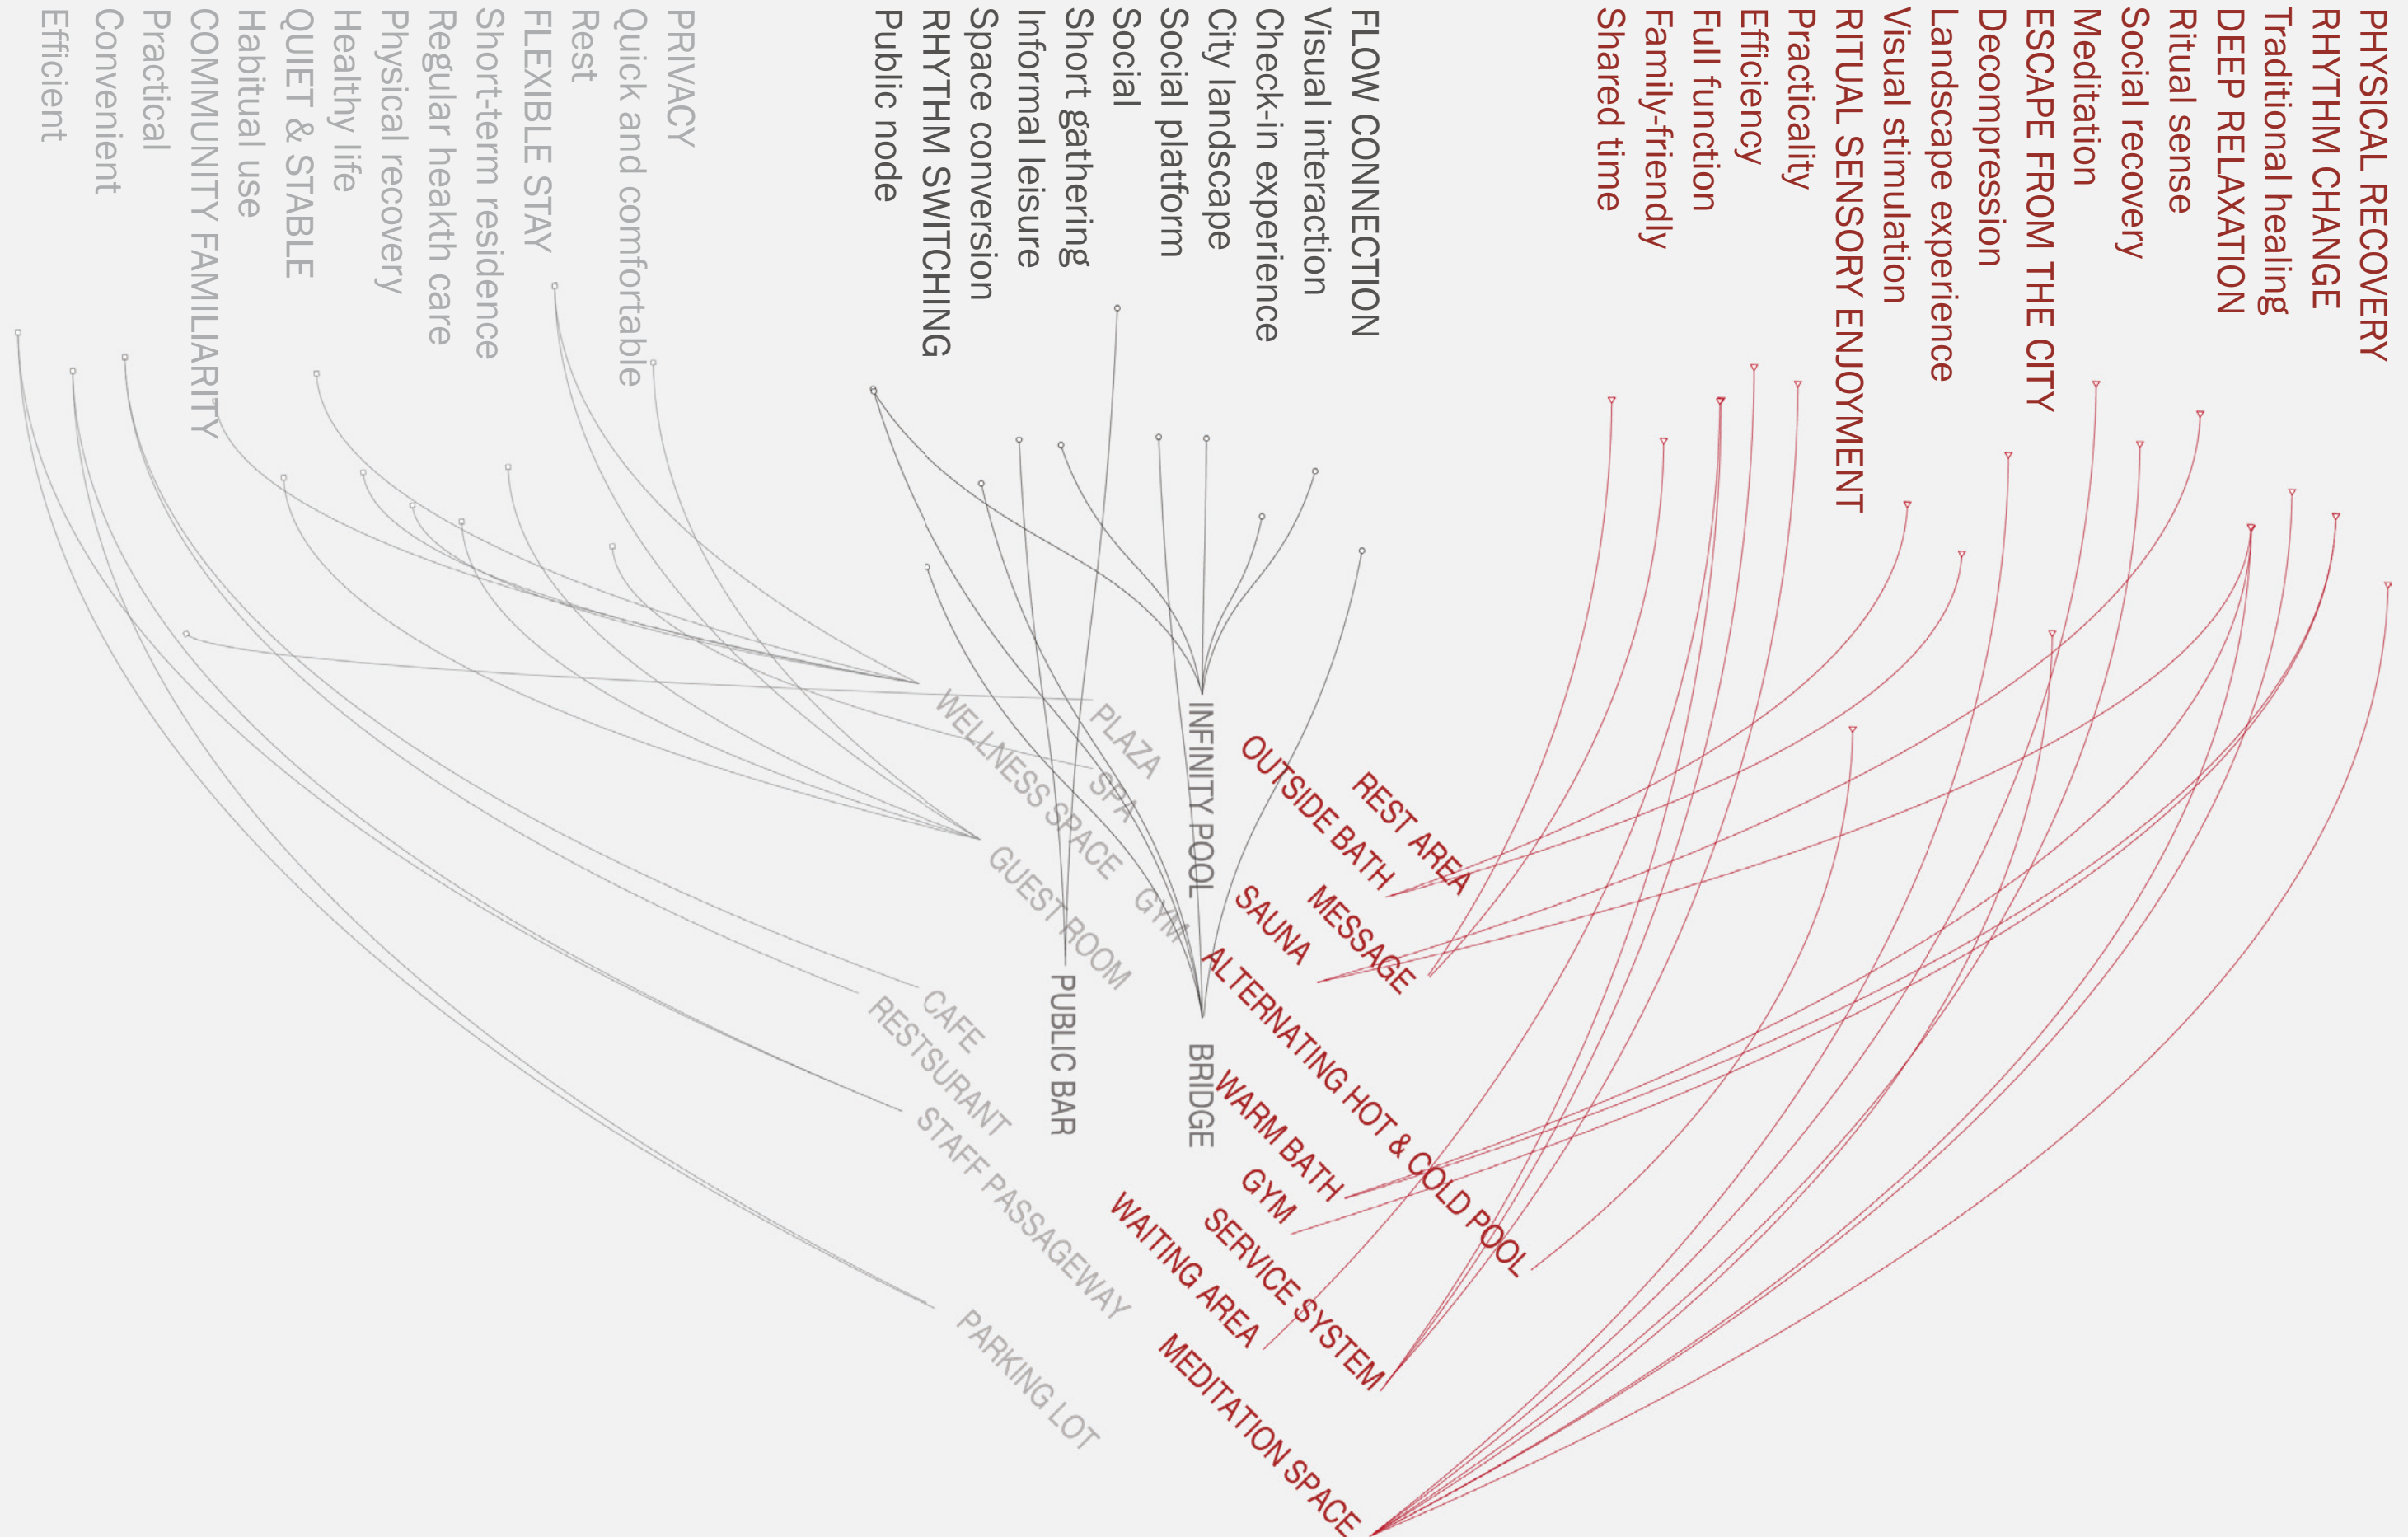 PHYSICAL RECOVERY
RHYTHM CHANGE
Traditional healing
DEEP RELAXATION
Ritual sense
Social recovery
Meditation
ESCAPE FROM THE CITY
Decompression
Landscape experience
Visual stimulation
RITUAL SENSORY ENJOYMENT
Practicality
Efficiency
Full function
Family-friendly
Shared time
FLOW CONNECTION
Visual interaction
Check-in experience
City landscape
Social platform
Social
Short gathering
Informal leisure
Space conversion
RHYTHM SWITCHING
Public node
PRIVACY
Quick and comfortable
Rest
FLEXIBLE STAY
Short-term residence
Regular heakth care
Physical recovery
Healthy life
QUIET & STABLE
Habitual use
COMMUNITY FAMILIARITY
Practical
Convenient
Efficient
REST AREA
OUTSIDE BATH
MESSAGE
SAUNA
ALTERNATING HOT & COLD POOL
WARM BATH
GYM
SERVICE SYSTEM
WAITING AREA
MEDITATION SPACE
INFINITY POOL
BRIDGE
PUBLIC BAR
PLAZA
SPA
WELLNESS SPACE
GYM
GUEST ROOM
CAFE
RESTSURANT
STAFF PASSAGEWAY
PARKING LOT